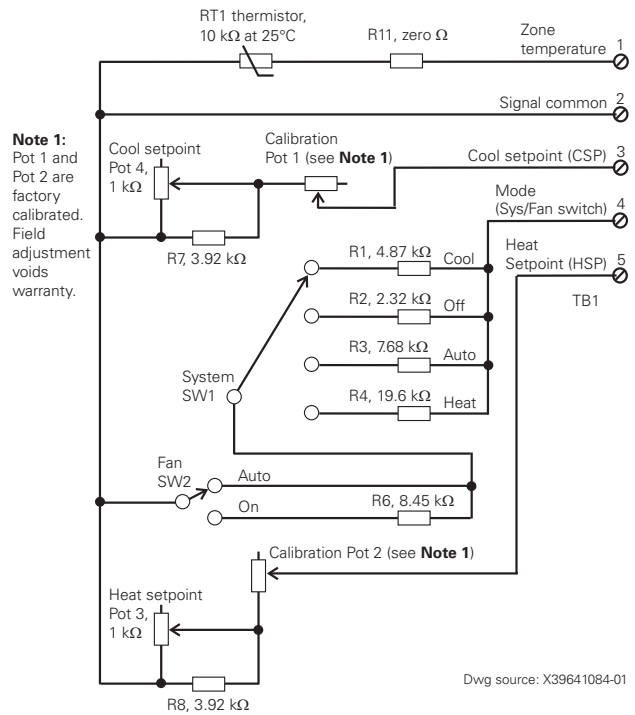 RT1 thermistor,
10 kΩ at 25°C
R11, zero Ω
Zone
temperature
1
Signal common
2
Note 1:
Pot 1 and
Pot 2 are
factory
calibrated.
Field
adjustment
voids
warranty.
Cool setpoint
Pot 4,
1 kΩ
Calibration
Pot 1 (see Note 1)
Cool setpoint (CSP)
3
R7, 3.92 kΩ
Mode
(Sys/Fan switch)
4
Heat
Setpoint (HSP)
5
TB1
R1, 4.87 kΩ
Cool
R2, 2.32 kΩ
Off
R3, 7.68 kΩ
Auto
R4, 19.6 kΩ
Heat
System
SW1
Fan
SW2
Auto
On
R6, 8.45 kΩ
Calibration Pot 2 (see Note 1)
Heat setpoint
Pot 3,
1 kΩ
R8, 3.92 kΩ
Dwg source: X39641084-01